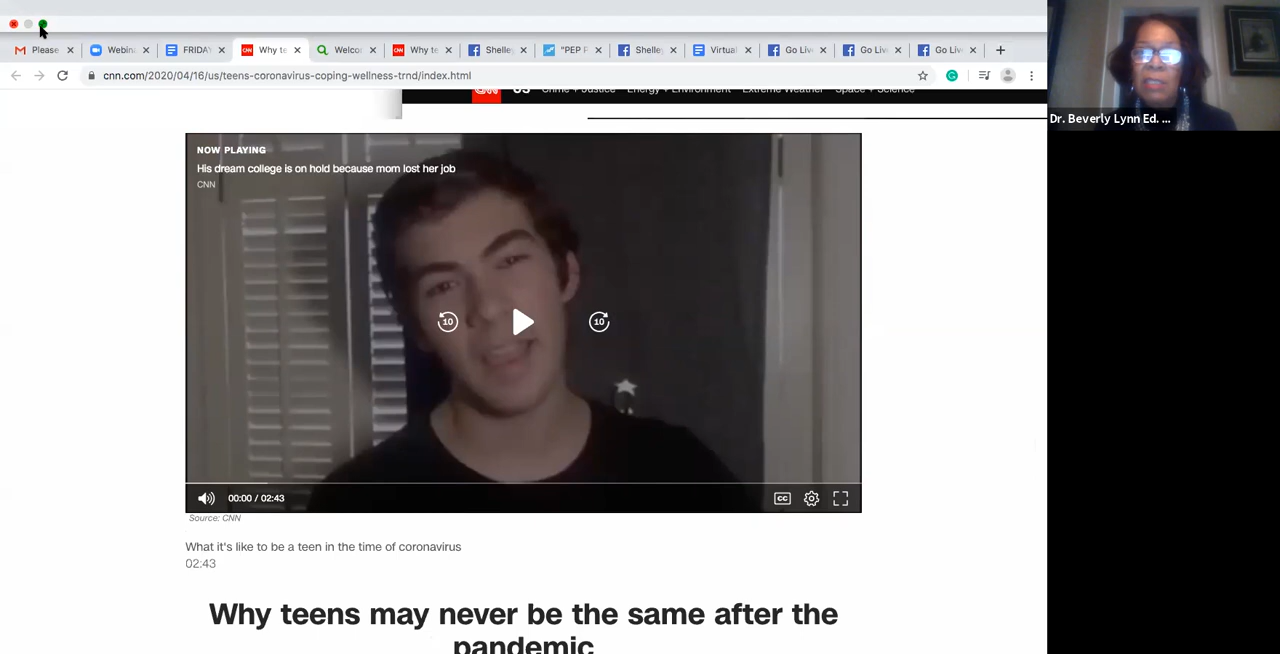 Please
Webin
FRIDAY
Why te
Welco
Why te
Shelle
"PEP P
Shelle
Virtual
Go Liv
Go Liv
Go Liv
cnn.com/2020/04/16/us/teens-coronavirus-coping-wellness-trnd/index.html
CNN US Crime + Justice Energy + Environment Extreme Weather Space + Science
Dr. Beverly Lynn Ed. ...
NOW PLAYING
His dream college is on hold because mom lost her job
CNN
10
10
00:00 / 02:43
CC
Source: CNN
What it's like to be a teen in the time of coronavirus
02:43
Why teens may never be the same after the
pandemic